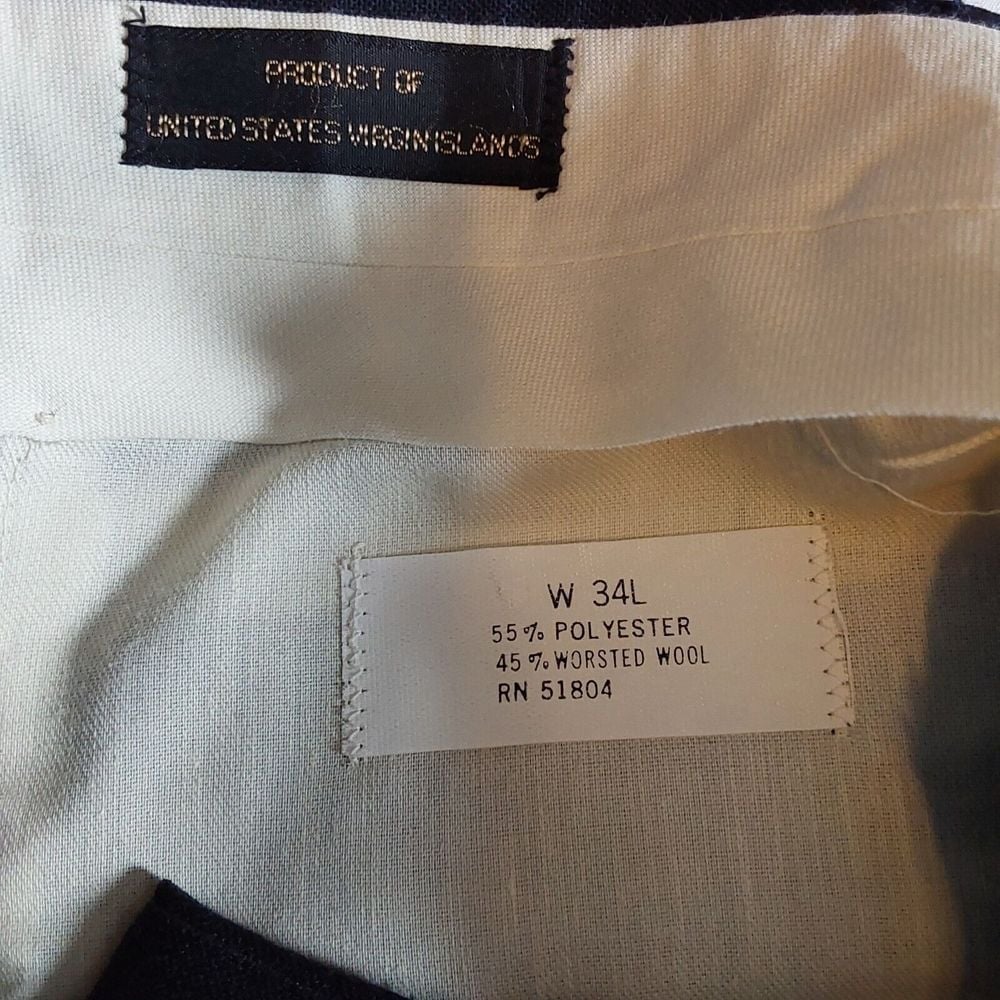 PRODUCT OF
UNITED STATES VIRGIN ISLANDS
W 34L
55% POLYESTER
45% WORSTED WOOL
RN 51804